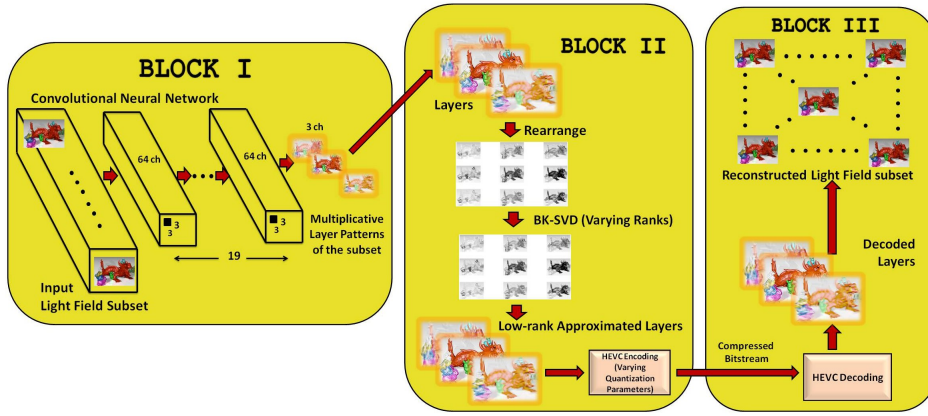 BLOCK I
Convolutional Neural Network
64 ch
64 ch
3 ch
3
3
3
3
19
Multiplicative
Layer Patterns
of the subset
Input
Light Field Subset
BLOCK II
Layers
Rearrange
BK-SVD (Varying Ranks)
Low-rank Approximated Layers
HEVC Encoding
(Varying
Quantization
Parameters)
Compressed
Bitstream
BLOCK III
Reconstructed Light Field subset
Decoded
Layers
HEVC Decoding